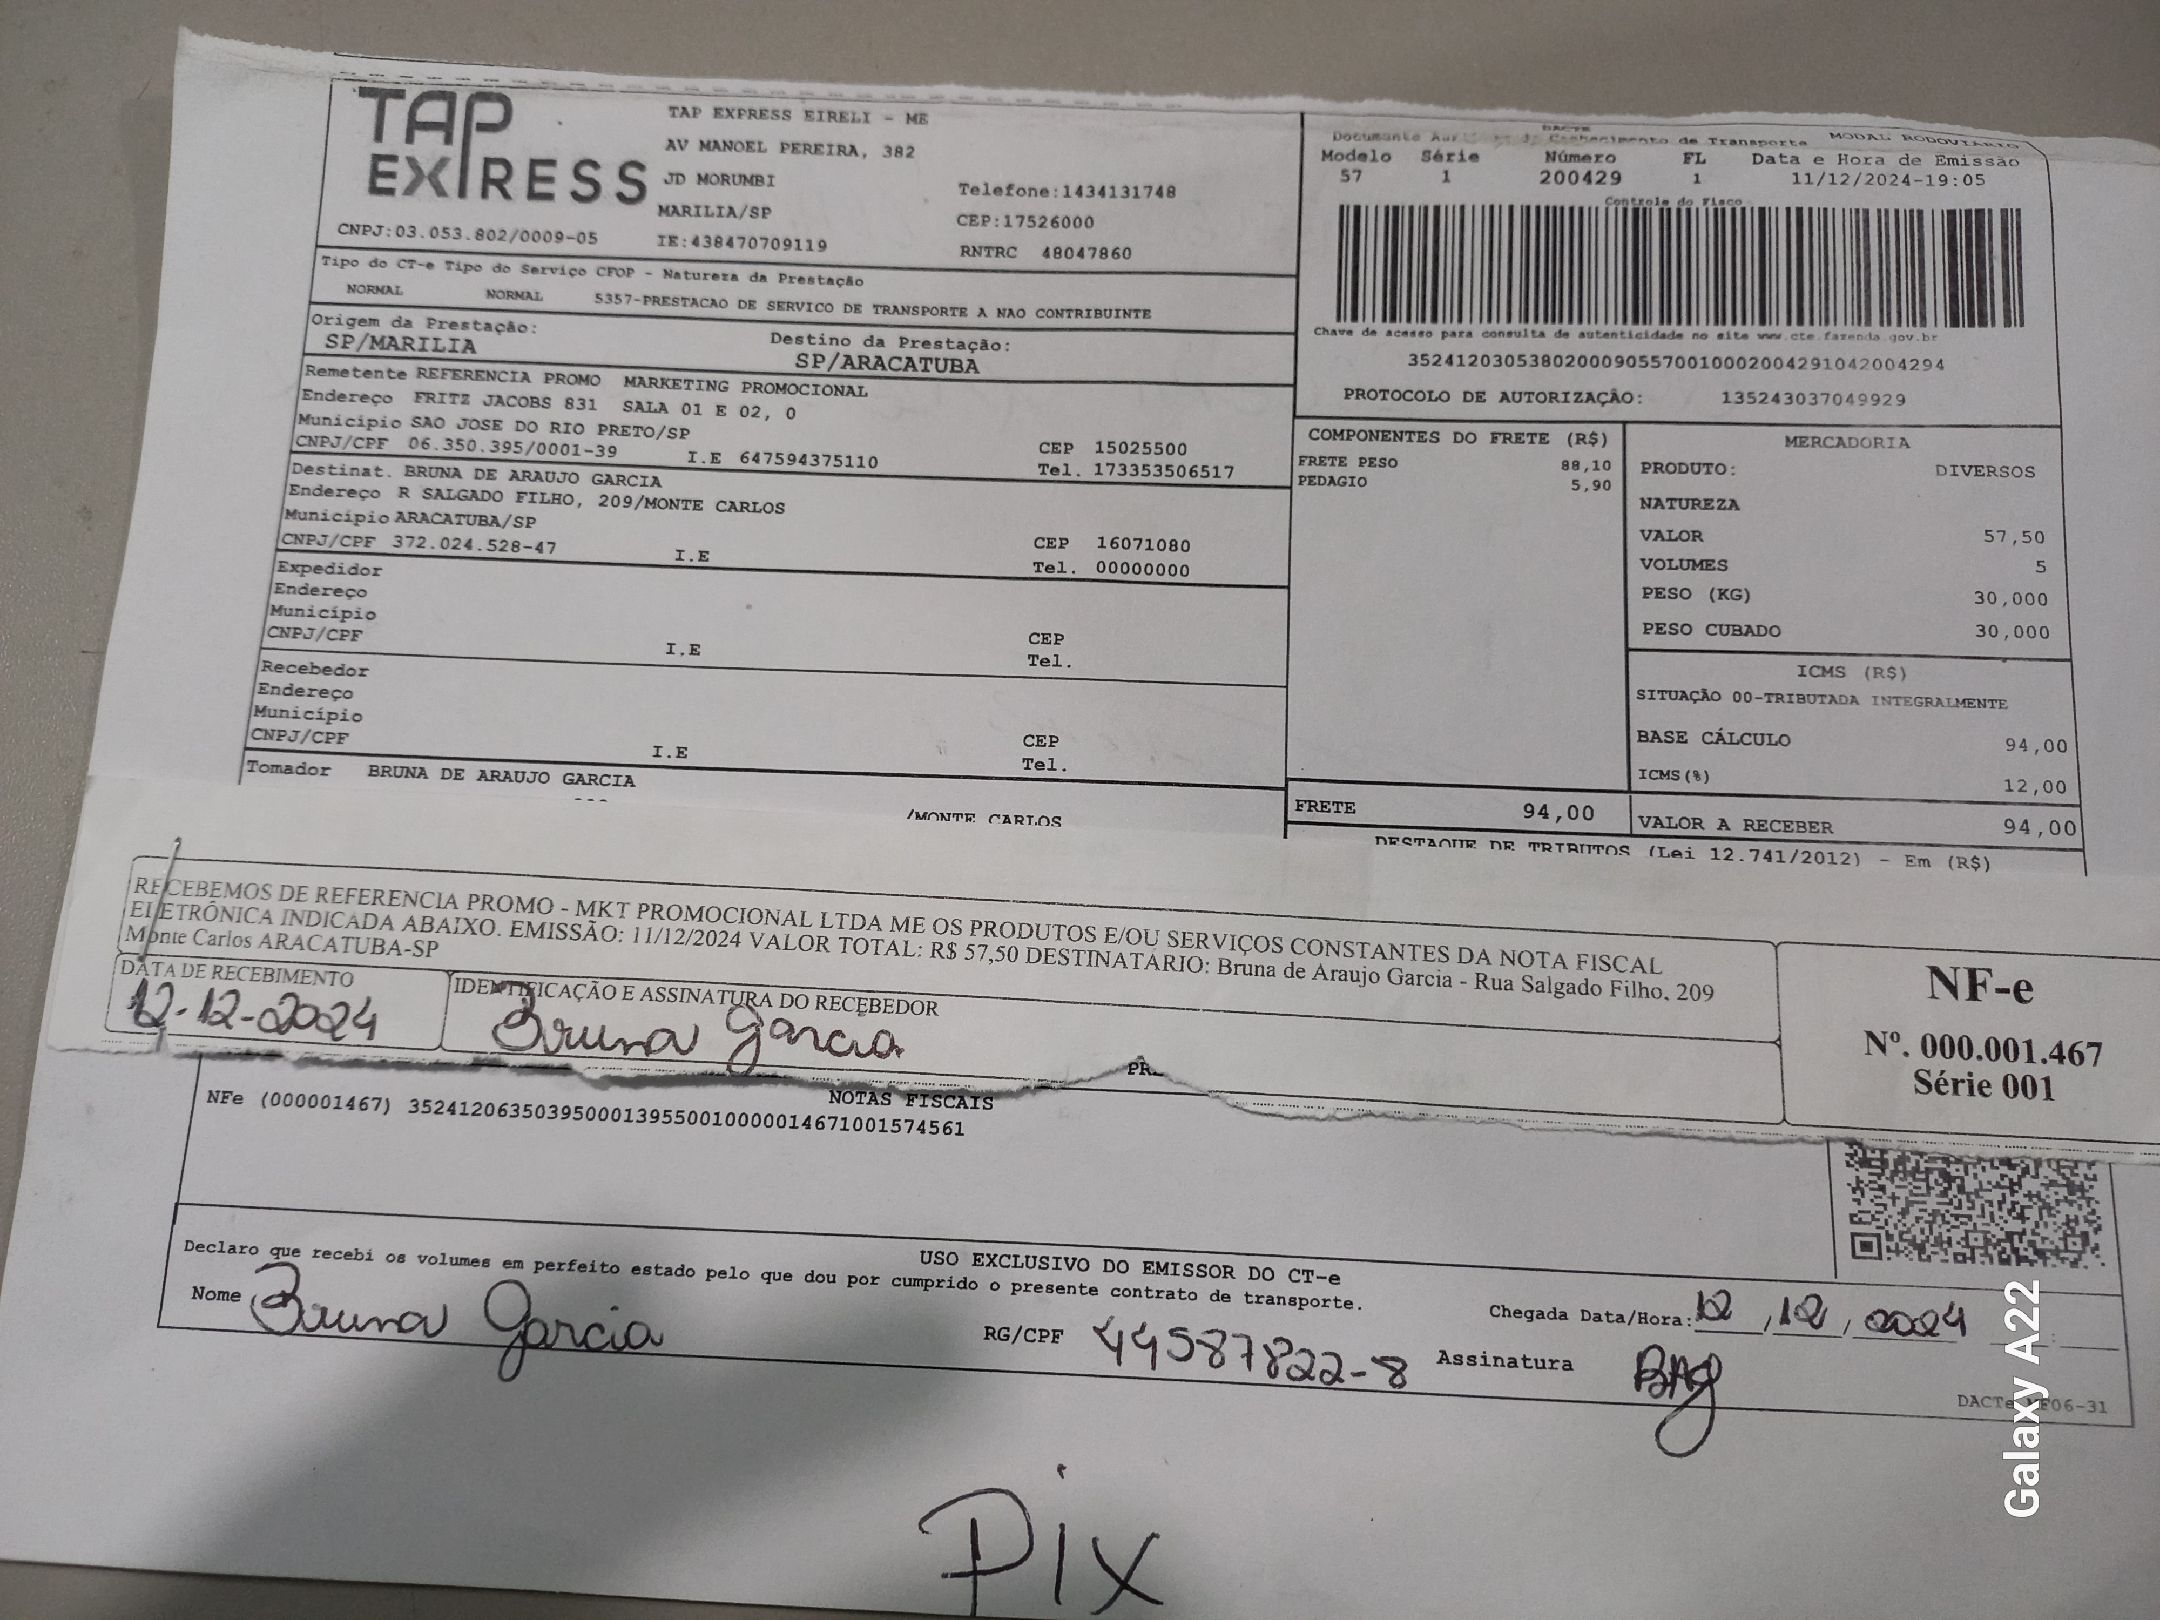 TAP EXPRESS
TAP EXPRESS EIRELI - ME
AV MANOEL PEREIRA, 382
JD MORUMBI
MARILIA/SP
Telefone:1434131748
CEP:17526000
CNPJ:03.053.802/0009-05
IE:438470709119
RNTRC 48047860
DACTE
Documento de Conhecimento de Transporte
MODAL RODOVIÁRIO
Modelo Série Número FL Data e Hora de Emissão
57 1 200429 1 11/12/2024-19:05
Controle do Fisco
Chave de acesso para consulta de autenticidade no site www.cte.fazenda.gov.br
35241203053802000905570010002004291042004294
PROTOCOLO DE AUTORIZAÇÂO: 135243037049929
Tipo do CT-e Tipo do Serviço CFOP - Natureza da Prestação
NORMAL NORMAL 5357-PRESTACAO DE SERVICO DE TRANSPORTE A NAO CONTRIBUINTE
Origem da Prestação: Destino da Prestação:
SP/MARILIA SP/ARACATUBA
Remetente REFERENCIA PROMO MARKETING PROMOCIONAL
Endereço FRITZ JACOBS 831 SALA 01 E 02, 0
Município SAO JOSE DO RIO PRETO/SP CEP 15025500
CNPJ/CPF 06.350.395/0001-39 I.E 647594375110 Tel. 173353506517
Destinat. BRUNA DE ARAUJO GARCIA
Endereço R SALGADO FILHO, 209/MONTE CARLOS
Município ARACATUBA/SP CEP 16071080
CNPJ/CPF 372.024.528-47 I.E Tel. 00000000
Expedidor
Endereço
Município CEP
CNPJ/CPF I.E Tel.
Recebedor
Endereço
Município CEP
CNPJ/CPF I.E Tel.
Tomador BRUNA DE ARAUJO GARCIA
/MONTE CARLOS
COMPONENTES DO FRETE (R$)
FRETE PESO 88,10
PEDAGIO 5,90
FRETE 94,00
MERCADORIA
PRODUTO: DIVERSOS
NATUREZA
VALOR 57,50
VOLUMES 5
PESO (KG) 30,000
PESO CUBADO 30,000
ICMS (R$)
SITUAÇÃO 00-TRIBUTADA INTEGRALMENTE
BASE CÁLCULO 94,00
ICMS(%) 12,00
VALOR A RECEBER 94,00
DESTAQUE DE TRIBUTOS (Lei 12.741/2012) - Em (R$)
RECEBEMOS DE REFERENCIA PROMO - MKT PROMOCIONAL LTDA ME OS PRODUTOS E/OU SERVIÇOS CONSTANTES DA NOTA FISCAL
ELETRÔNICA INDICADA ABAIXO. EMISSÃO: 11/12/2024 VALOR TOTAL: R$ 57,50 DESTINATÁRIO: Bruna de Araujo Garcia - Rua Salgado Filho, 209
Monte Carlos ARACATUBA-SP
DATA DE RECEBIMENTO
12-12-2024
IDENTIFICAÇÃO E ASSINATURA DO RECEBEDOR
Bruna Garcia
NF-e
Nº. 000.001.467
Série 001
NOTAS FISCAIS
NFe (000001467) 35241206350395000139550010000014671001574561
USO EXCLUSIVO DO EMISSOR DO CT-e
Declaro que recebi os volumes em perfeito estado pelo que dou por cumprido o presente contrato de transporte.
Nome Bruna Garcia
RG/CPF 44587822-8
Chegada Data/Hora: 12 / 12 / 2024
Assinatura BAG
Pix
Galaxy A22